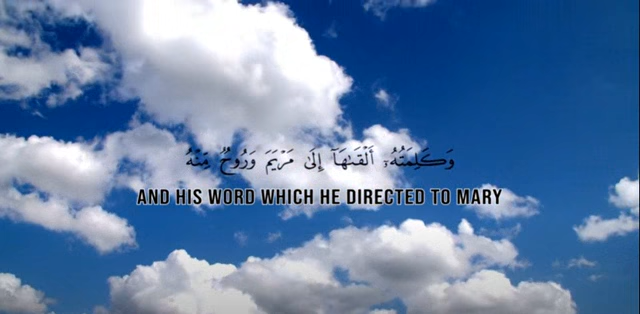 وَكَلِمَتُهُۥٓ أَلْقَىٰهَآ إِلَىٰ مَرْيَمَ وَرُوحٌ مِّنْهُ
AND HIS WORD WHICH HE DIRECTED TO MARY